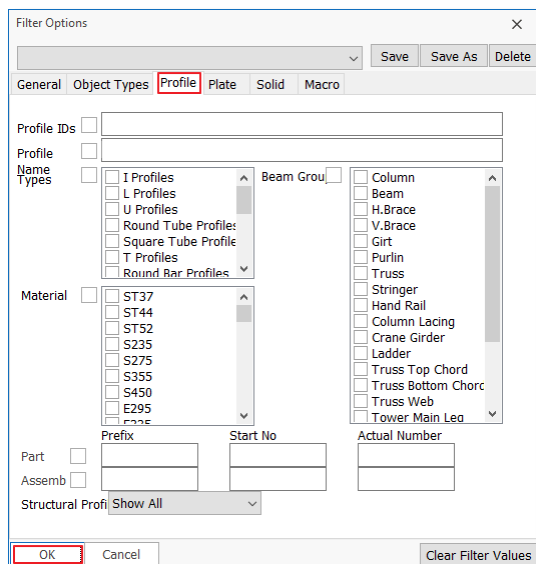 Filter Options
Save Save As Delete
General Object Types Profile Plate Solid Macro
Profile IDs
Profile
Name
Types
I Profiles
L Profiles
U Profiles
Round Tube Profiles
Square Tube Profile
T Profiles
Round Bar Profiles
Beam Grou
Column
Beam
H.Brace
V.Brace
Girt
Purlin
Truss
Stringer
Hand Rail
Column Lacing
Crane Girder
Ladder
Truss Top Chord
Truss Bottom Chord
Truss Web
Tower Main Leg
Material
ST37
ST44
ST52
S235
S275
S355
S450
E295
E335
Prefix Start No Actual Number
Part
Assemb
Structural Profi Show All
OK Cancel Clear Filter Values